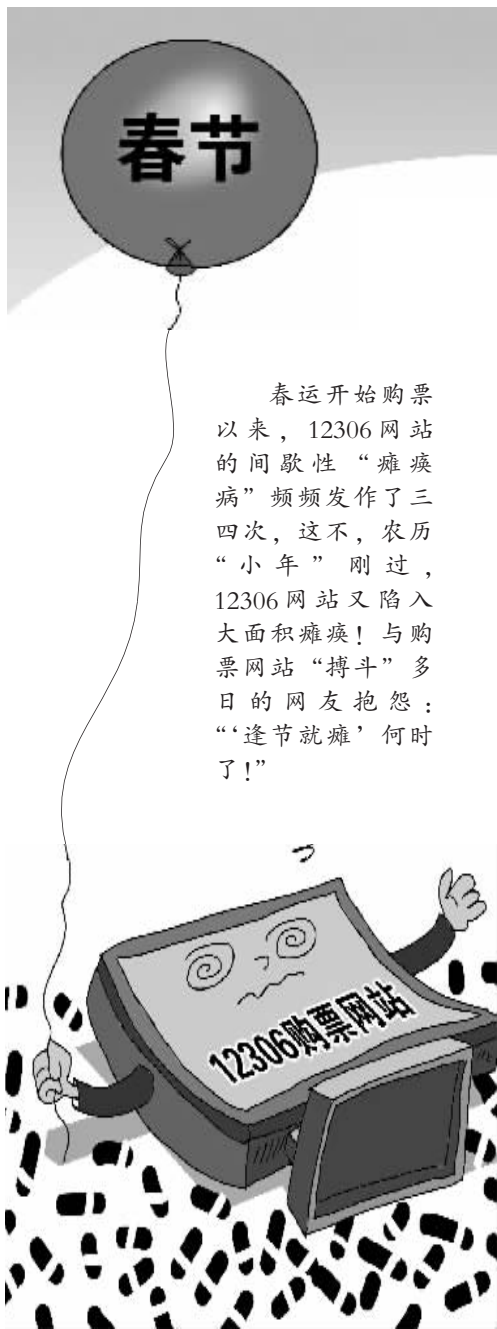 春节
春运开始购票
以来，12306网站
的间歇性“瘫痪
病”频频发作了三
四次，这不，农历
“小年”刚过，
12306网站又陷入
大面积瘫痪！与购
票网站“搏斗”多
日的网友抱怨：
“‘逢节就瘫’何时
了！”
12306购票网站